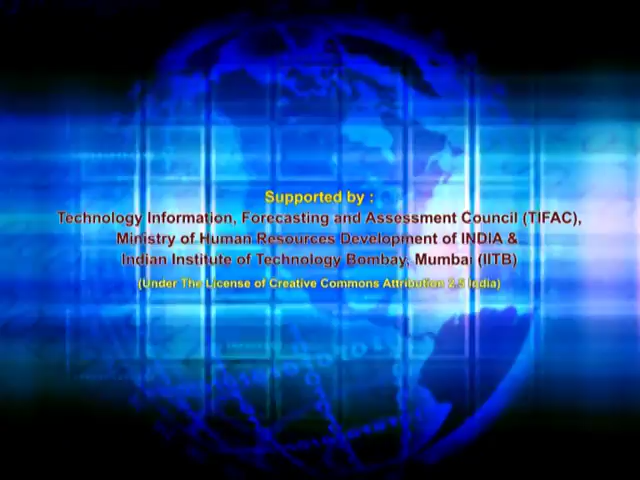 Supported by :
Technology Information, Forecasting and Assessment Council (TIFAC),
Ministry of Human Resources Development of INDIA &
Indian Institute of Technology Bombay, Mumbai (IITB)
(Under The License of Creative Commons Attribution 2.5 India)